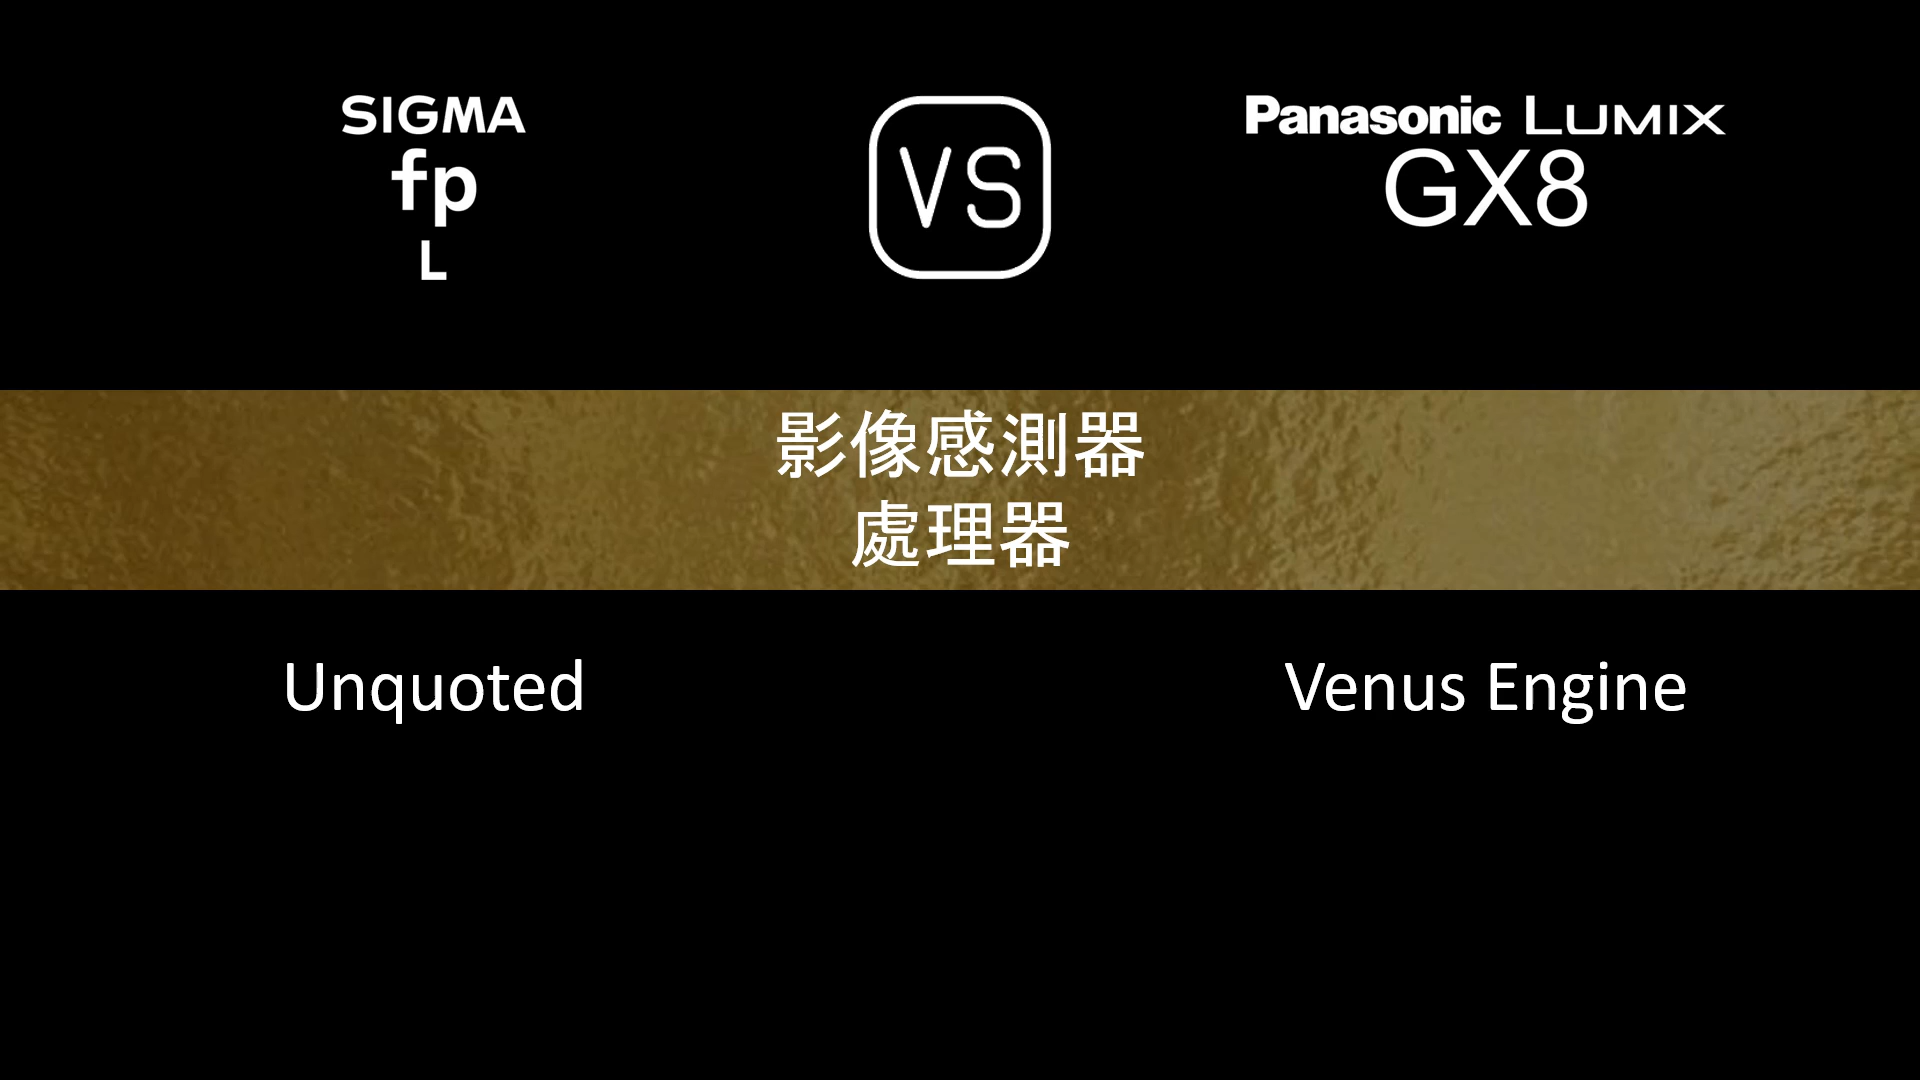 SIGMA
fp
L
VS
Panasonic LUMIX
GX8
影像感測器
處理器
Unquoted
Venus Engine